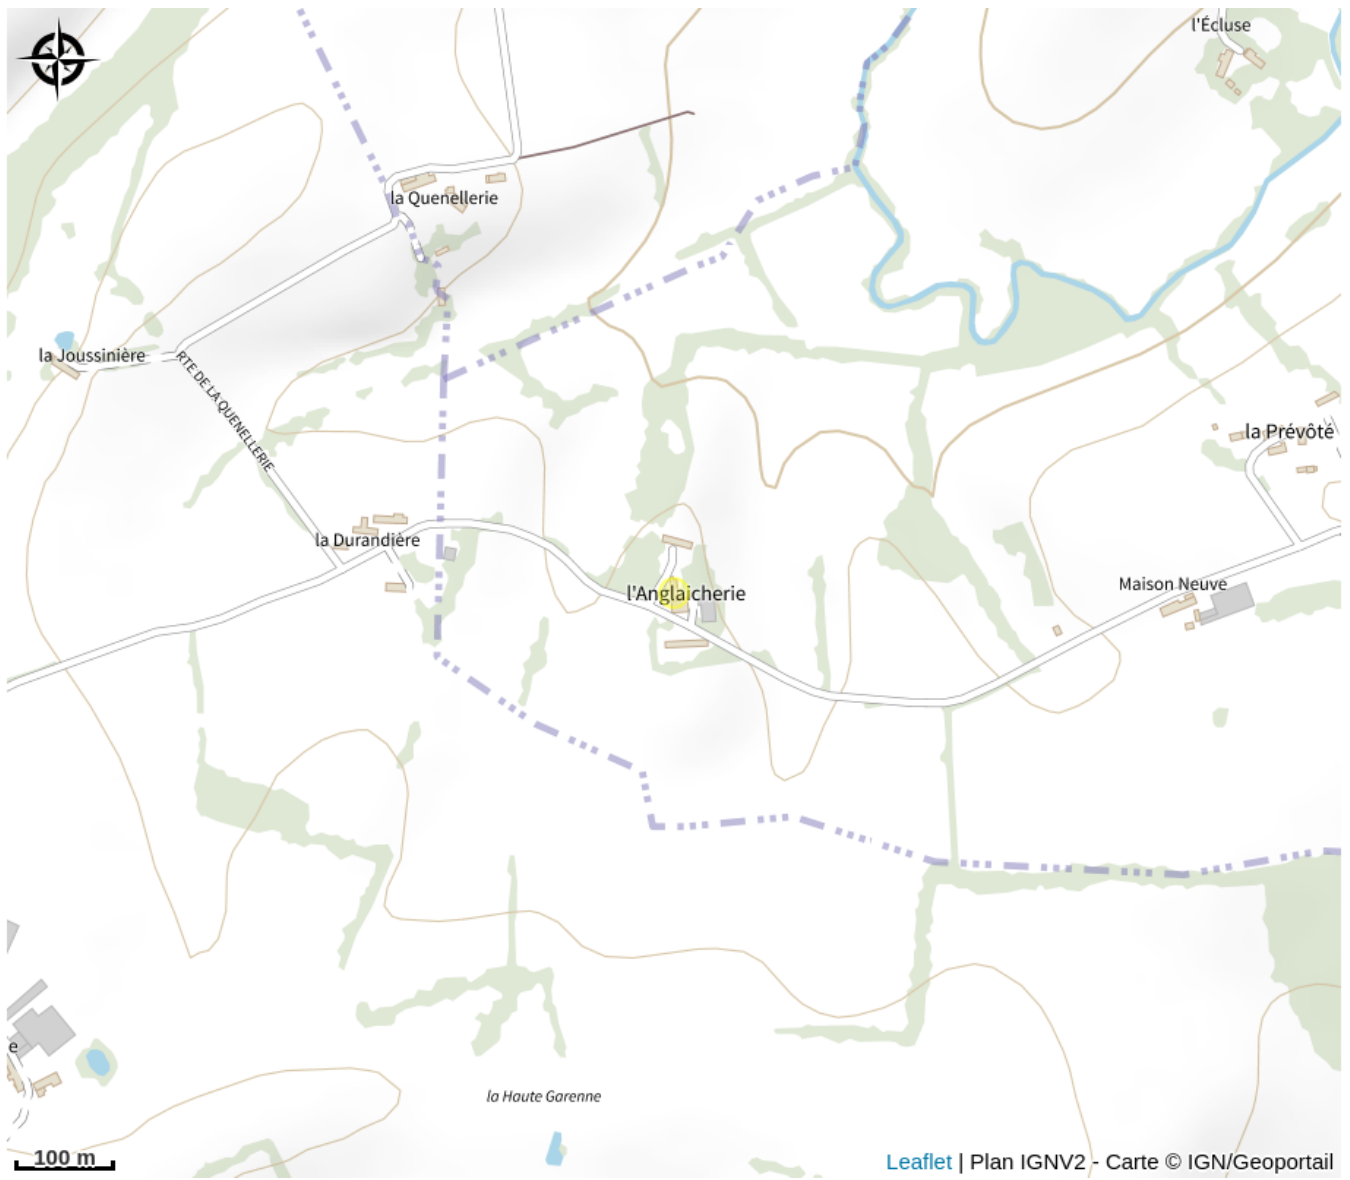 l'Écluse
la Quenellerie
la Joussinière
RTE DE LA QUENELLERIE
la Prévôté
la Durandière
Maison Neuve
l'Anglaicherie
e
la Haute Garenne
100 m
Leaflet | Plan IGNV2 - Carte © IGN/Geoportail